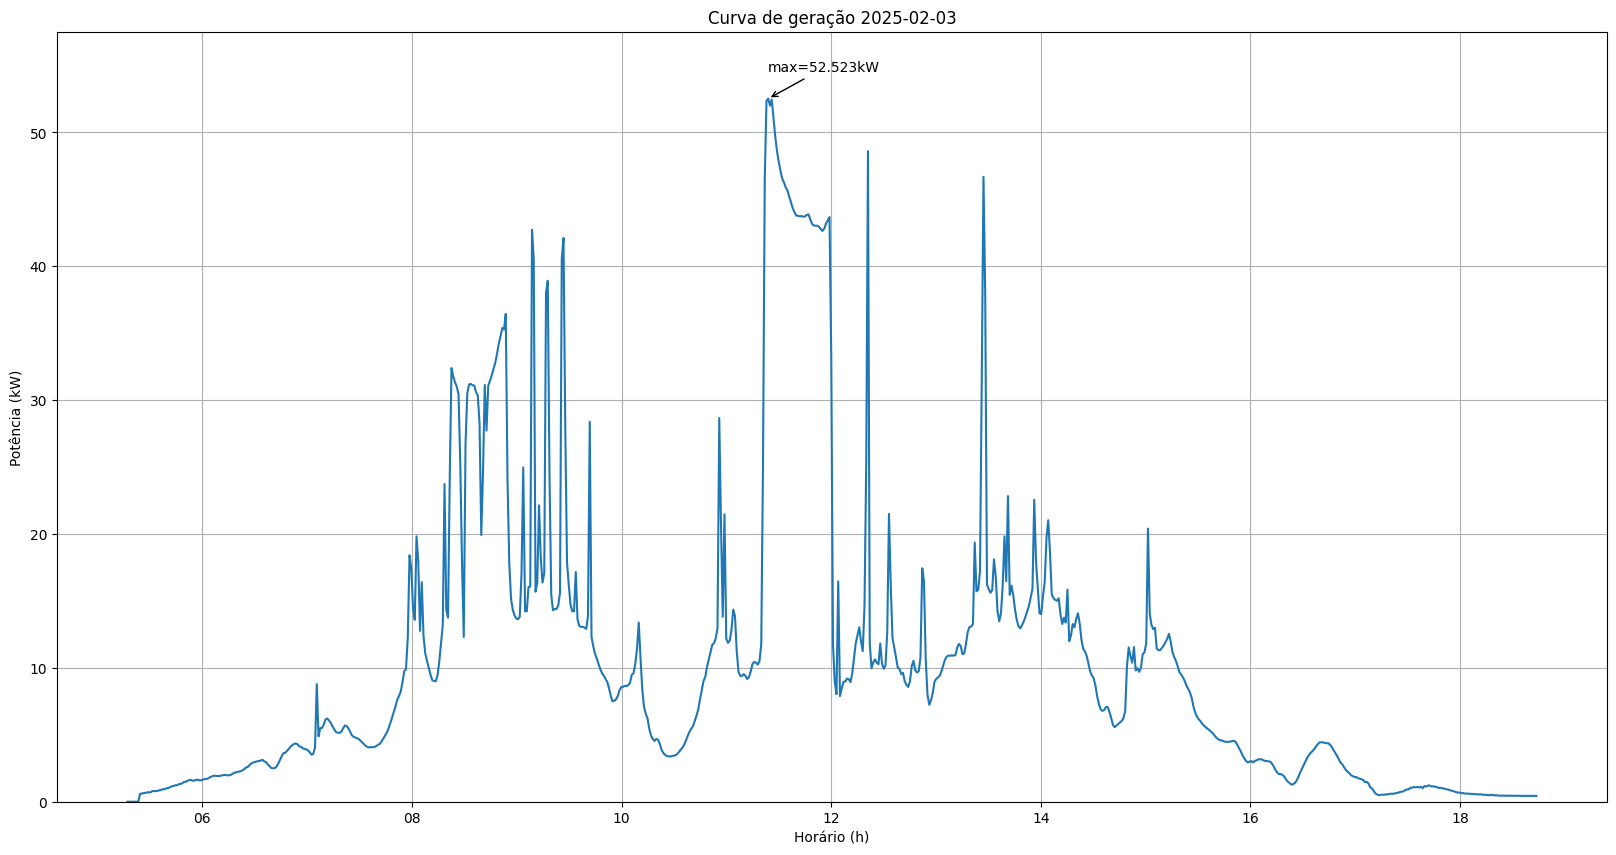 Curva de geração 2025-02-03
max=52.523kW
50
40
30
20
10
0
Potência (kW)
06 08 10 12 14 16 18
Horário (h)